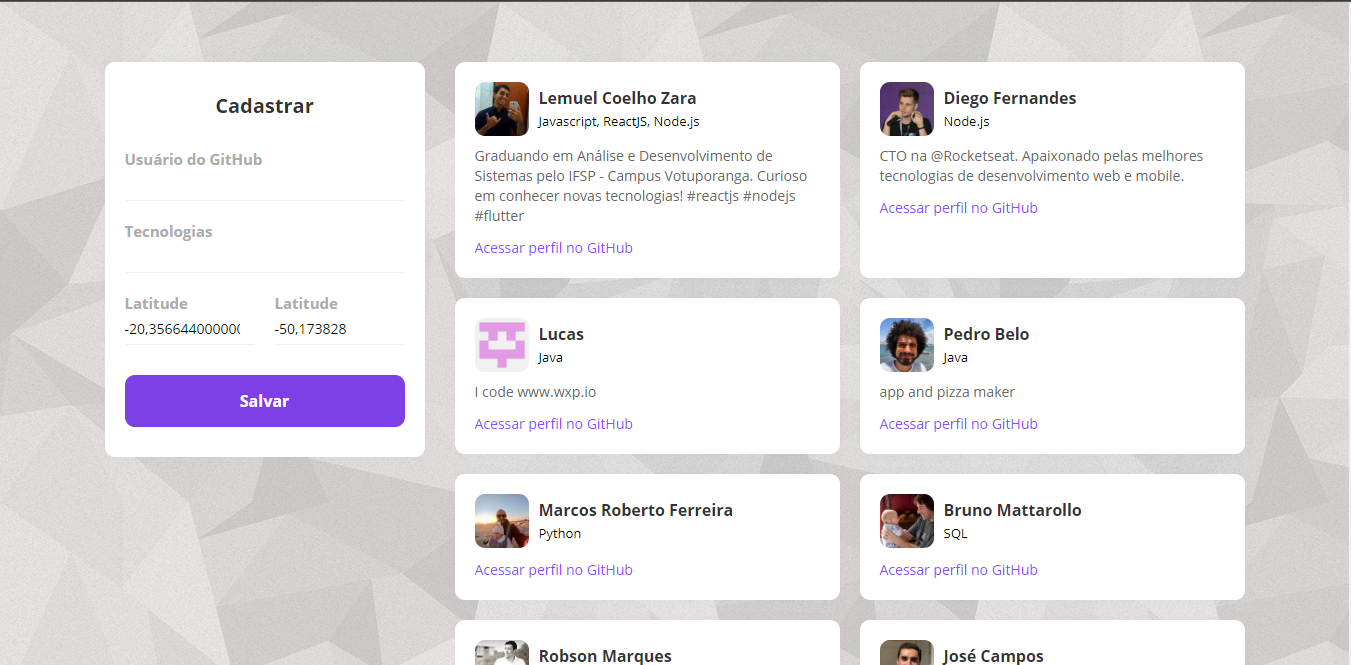 Cadastrar
Usuário do GitHub
Tecnologias
Latitude
Latitude
-20,3566440000
-50,173828
Salvar
Lemuel Coelho Zara
Javascript, ReactJS, Node.js
Graduando em Análise e Desenvolvimento de
Sistemas pelo IFSP - Campus Votuporanga. Curioso
em conhecer novas tecnologias! #reactjs #nodejs
#flutter
Acessar perfil no GitHub
Diego Fernandes
Node.js
CTO na @Rocketseat. Apaixonado pelas melhores
tecnologias de desenvolvimento web e mobile.
Acessar perfil no GitHub
Lucas
Java
I code www.wxp.io
Acessar perfil no GitHub
Pedro Belo
Java
app and pizza maker
Acessar perfil no GitHub
Marcos Roberto Ferreira
Python
Acessar perfil no GitHub
Bruno Mattarollo
SQL
Acessar perfil no GitHub
Robson Marques
José Campos